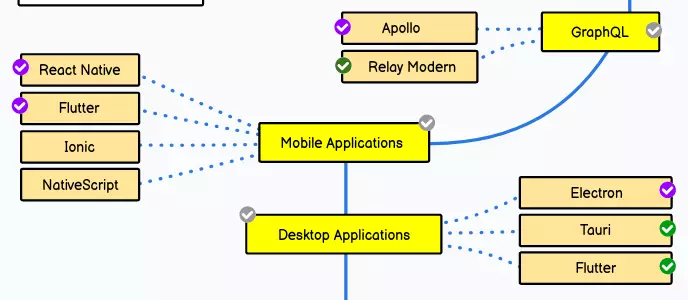 Apollo
GraphQL
Relay Modern
React Native
Flutter
Ionic
NativeScript
Mobile Applications
Desktop Applications
Electron
Tauri
Flutter